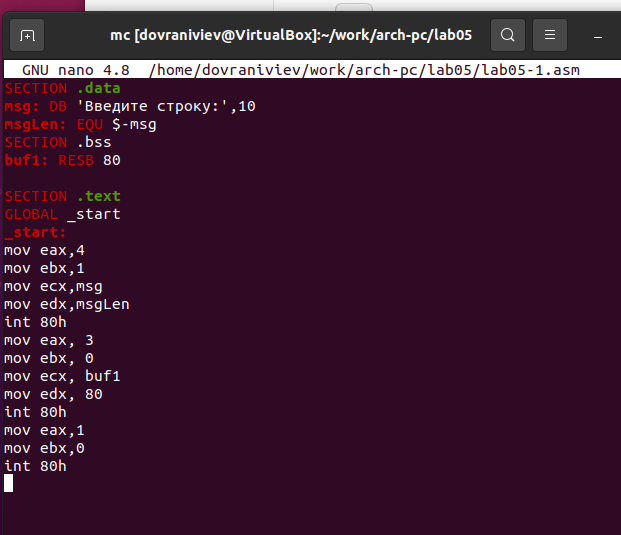 mc [dovraniviev@VirtualBox]:~/work/arch-pc/lab05
GNU nano 4.8 /home/dovraniviev/work/arch-pc/lab05/lab05-1.asm
SECTION .data
msg: DB 'Введите строку:',10
msgLen: EQU $-msg
SECTION .bss
buf1: RESB 80

SECTION .text
GLOBAL _start
_start:
mov eax,4
mov ebx,1
mov ecx,msg
mov edx,msgLen
int 80h
mov eax, 3
mov ebx, 0
mov ecx, buf1
mov edx, 80
int 80h
mov eax,1
mov ebx,0
int 80h